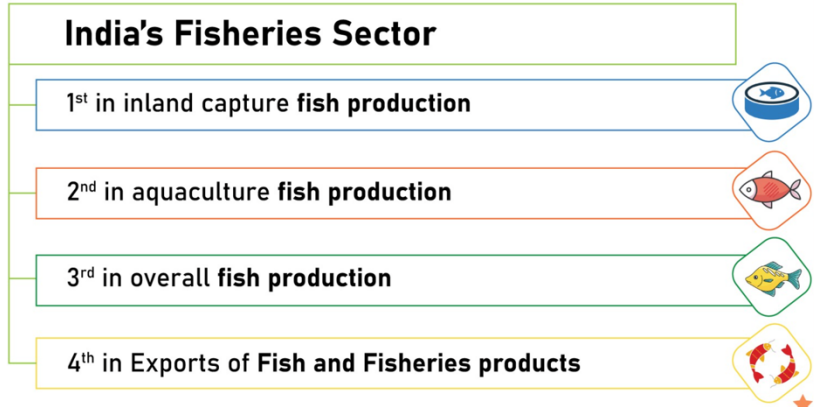 India's Fisheries Sector
1st in inland capture fish production
2nd in aquaculture fish production
3rd in overall fish production
4th in Exports of Fish and Fisheries products